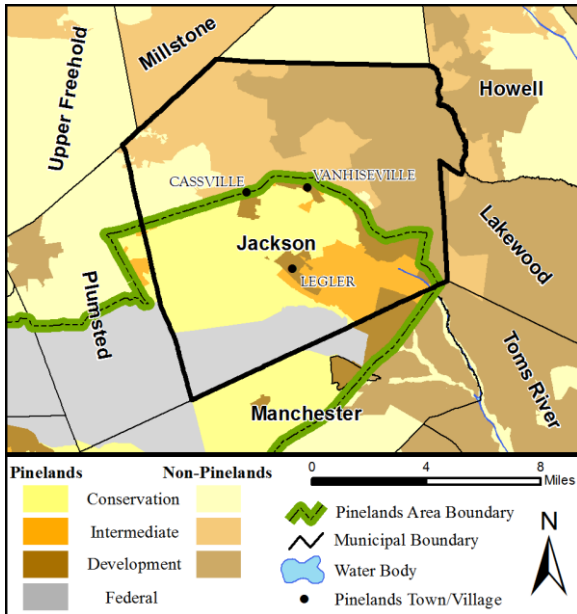 Upper Freehold
Millstone
Howell
CASSVILLE
VANHISEVILLE
Jackson
LEGLER
Lakewood
Plumsted
Toms River
Manchester
Pinelands
Non-Pinelands
Conservation
Intermediate
Development
Federal
0 4 8
Miles
Pinelands Area Boundary
Municipal Boundary
Water Body
Pinelands Town/Village
N